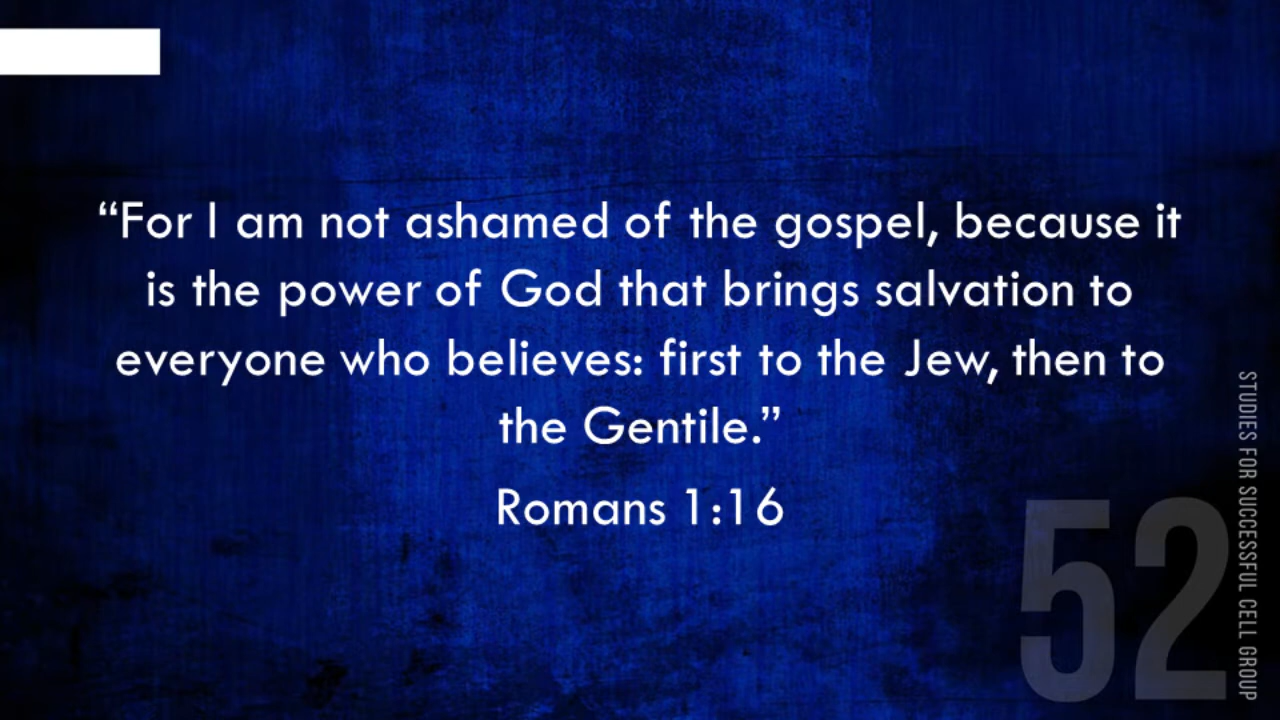 “For I am not ashamed of the gospel, because it
is the power of God that brings salvation to
everyone who believes: first to the Jew, then to
the Gentile.”
Romans 1:16
52
STUDIES FOR SUCCESSFUL CELL GROUP